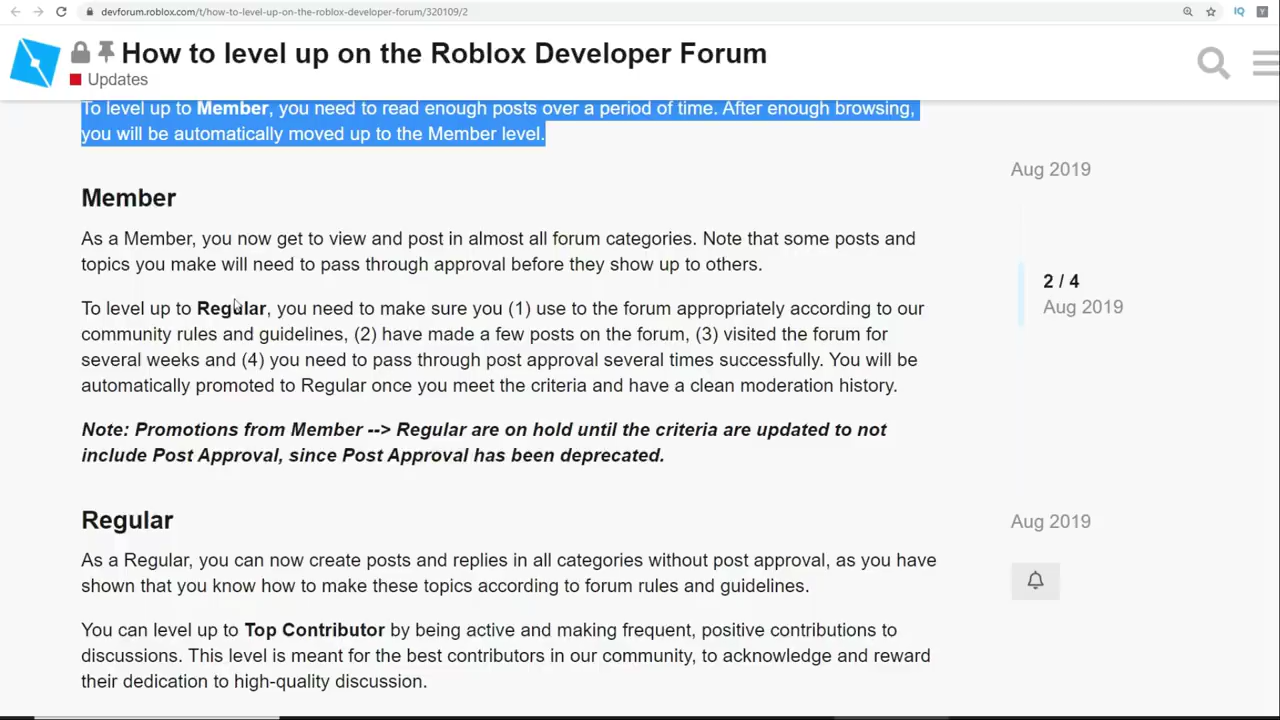 devforum.roblox.com/t/how-to-level-up-on-the-roblox-developer-forum/320109/2
IQ
Y
How to level up on the Roblox Developer Forum
Updates
To level up to Member, you need to read enough posts over a period of time. After enough browsing,
you will be automatically moved up to the Member level.
Aug 2019
Member
As a Member, you now get to view and post in almost all forum categories. Note that some posts and
topics you make will need to pass through approval before they show up to others.
2 / 4
Aug 2019
To level up to Regular, you need to make sure you (1) use to the forum appropriately according to our
community rules and guidelines, (2) have made a few posts on the forum, (3) visited the forum for
several weeks and (4) you need to pass through post approval several times successfully. You will be
automatically promoted to Regular once you meet the criteria and have a clean moderation history.
Note: Promotions from Member --> Regular are on hold until the criteria are updated to not
include Post Approval, since Post Approval has been deprecated.
Regular
Aug 2019
As a Regular, you can now create posts and replies in all categories without post approval, as you have
shown that you know how to make these topics according to forum rules and guidelines.
You can level up to Top Contributor by being active and making frequent, positive contributions to
discussions. This level is meant for the best contributors in our community, to acknowledge and reward
their dedication to high-quality discussion.